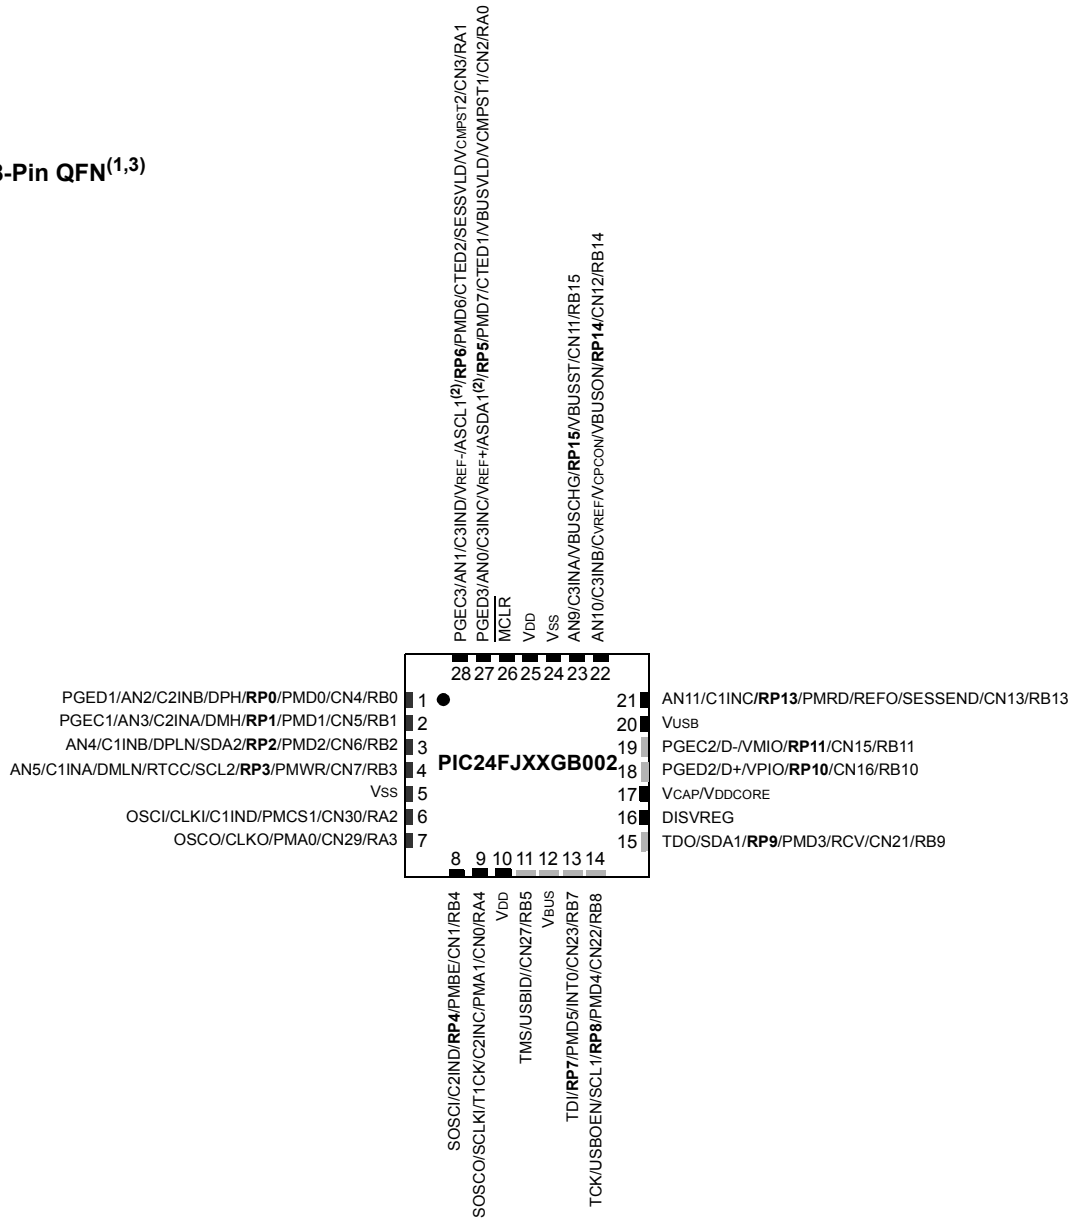 -Pin QFN(1,3)
PGEC3/AN1/C3IND/VREF-/ASCL1(2)/RP6/PMD6/CTED2/SESSVLD/VCMPST2/CN3/RA1
PGED3/AN0/C3INC/VREF+/ASDA1(2)/RP5/PMD7/CTED1/VBUSVLD/VCMPST1/CN2/RA0
MCLR
VDD
VSS
AN9/C3INA/VBUSCHG/RP15/VBUSST/CN11/RB15
AN10/C3INB/CVREF/VCPCON/VBUSON/RP14/CN12/RB14
28 27 26 25 24 23 22
PGED1/AN2/C2INB/DPH/RP0/PMD0/CN4/RB0 1
PGEC1/AN3/C2INA/DMH/RP1/PMD1/CN5/RB1 2
AN4/C1INB/DPLN/SDA2/RP2/PMD2/CN6/RB2 3
AN5/C1INA/DMLN/RTCC/SCL2/RP3/PMWR/CN7/RB3 4
VSS 5
OSCI/CLKI/C1IND/PMCS1/CN30/RA2 6
OSCO/CLKO/PMA0/CN29/RA3 7
PIC24FJXXGB002
21 AN11/C1INC/RP13/PMRD/REFO/SESSEND/CN13/RB13
20 VUSB
19 PGEC2/D-/VMIO/RP11/CN15/RB11
18 PGED2/D+/VPIO/RP10/CN16/RB10
17 VCAP/VDDCORE
16 DISVREG
15 TDO/SDA1/RP9/PMD3/RCV/CN21/RB9
8 9 10 11 12 13 14
SOSCI/C2IND/RP4/PMBE/CN1/RB4
SOSCO/SCLKI/T1CK/C2INC/PMA1/CN0/RA4
VDD
TMS/USBID//CN27/RB5
VBUS
TDI/RP7/PMD5/INT0/CN23/RB7
TCK/USBOEN/SCL1/RP8/PMD4/CN22/RB8